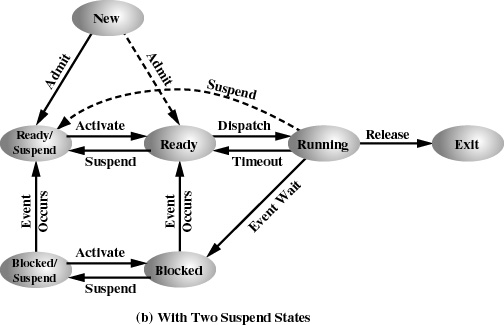 New
Admit
Admit
Suspend
Ready/
Suspend
Activate
Suspend
Ready
Dispatch
Timeout
Running
Release
Exit
Event
Occurs
Event
Occurs
Event Wait
Blocked/
Suspend
Activate
Suspend
Blocked
(b) With Two Suspend States